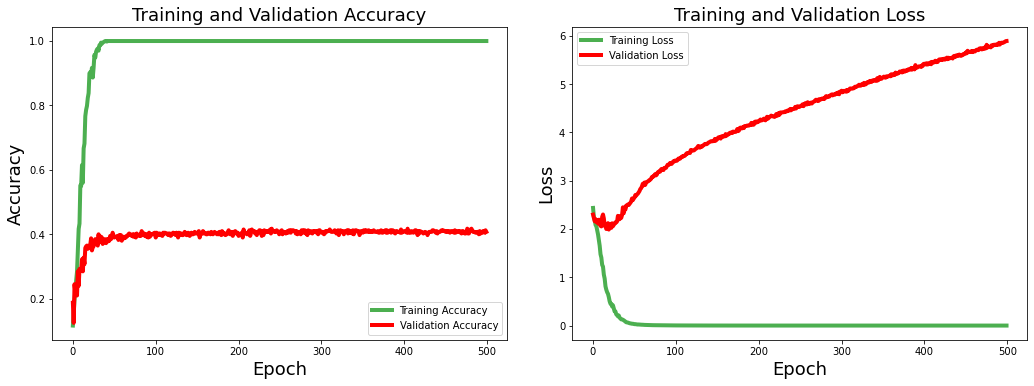 Training and Validation Accuracy
Accuracy
1.0
0.8
0.6
0.4
0.2
0 100 200 300 400 500
Epoch
Training Accuracy
Validation Accuracy
Training and Validation Loss
Loss
6
5
4
3
2
1
0
0 100 200 300 400 500
Epoch
Training Loss
Validation Loss